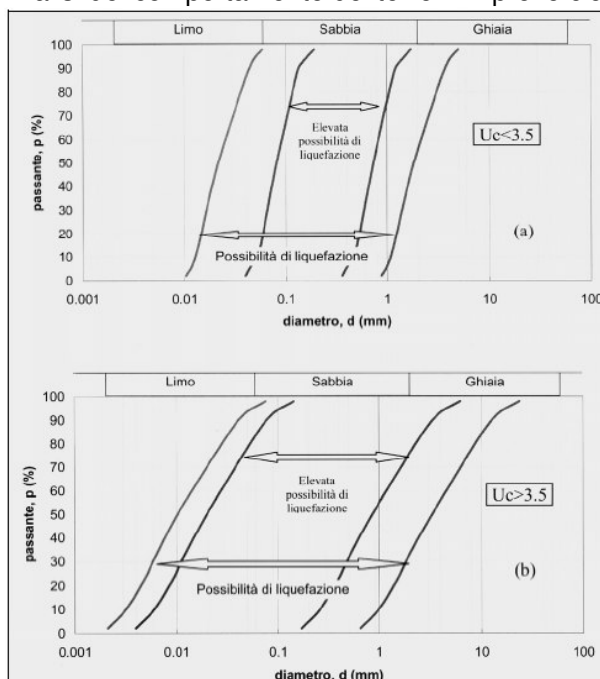 Limo Sabbia Ghiaia
100
90
80
70
60
50
40
30
20
10
0
passante, p (%)
Elevata
possibilità di
liquefazione
Uc<3.5
(a)
Possibilità di liquefazione
0.001 0.01 0.1 1 10 100
diametro, d (mm)
Limo Sabbia Ghiaia
100
90
80
70
60
50
40
30
20
10
0
passante, p (%)
Elevata
possibilità di
liquefazione
Uc>3.5
(b)
Possibilità di liquefazione
0.001 0.01 0.1 1 10 100
diametro, d (mm)